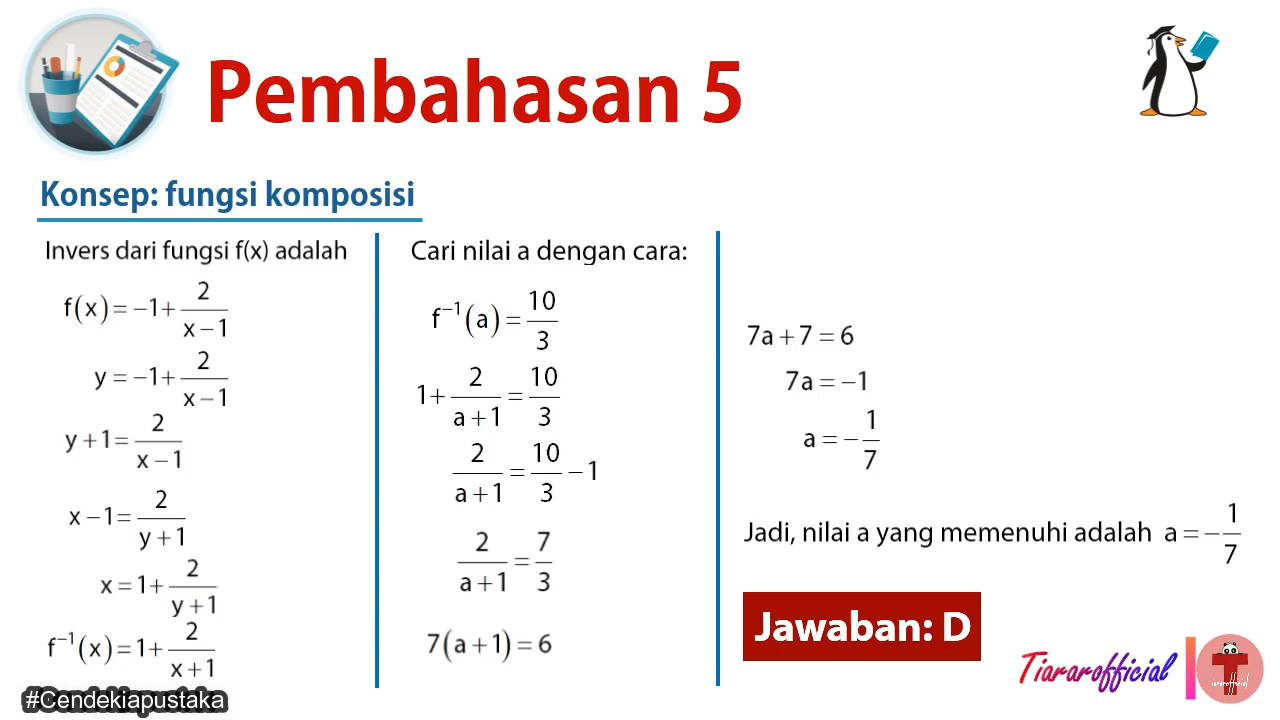 Pembahasan 5
Konsep: fungsi komposisi
Invers dari fungsi f(x) adalah
f(x) = −1+ 2/(x−1)
y = −1+ 2/(x−1)
y+1 = 2/(x−1)
x−1 = 2/(y+1)
x = 1+ 2/(y+1)
f⁻¹(x) = 1+ 2/(x+1)
Cari nilai a dengan cara:
f⁻¹(a) = 10/3
1+ 2/(a+1) = 10/3
2/(a+1) = 10/3 − 1
2/(a+1) = 7/3
7(a+1) = 6
7a+7 = 6
7a = −1
a = − 1/7
Jadi, nilai a yang memenuhi adalah a = − 1/7
Jawaban: D
#Cendekiapustaka
Tiararofficial
T
tiararofficial